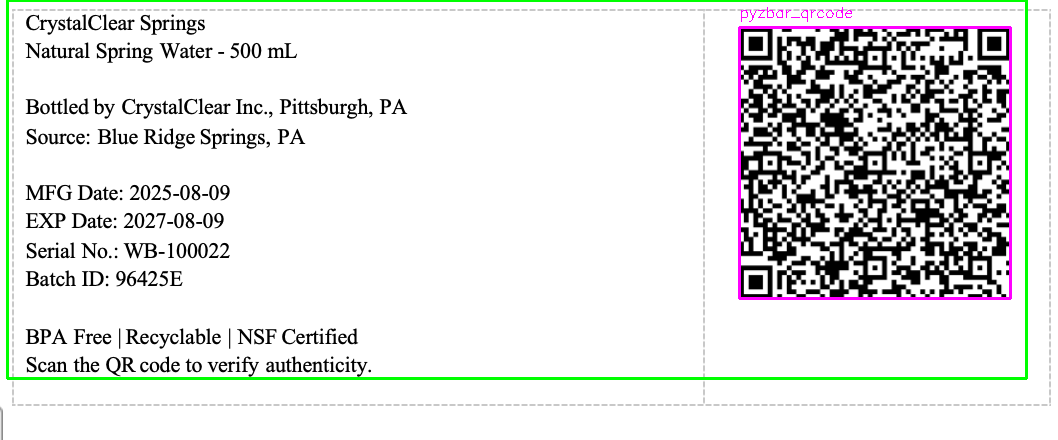 CrystalClear Springs
Natural Spring Water - 500 mL
Bottled by CrystalClear Inc., Pittsburgh, PA
Source: Blue Ridge Springs, PA
MFG Date: 2025-08-09
EXP Date: 2027-08-09
Serial No.: WB-100022
Batch ID: 96425E
BPA Free | Recyclable | NSF Certified
Scan the QR code to verify authenticity.
pyzbar_qrcode